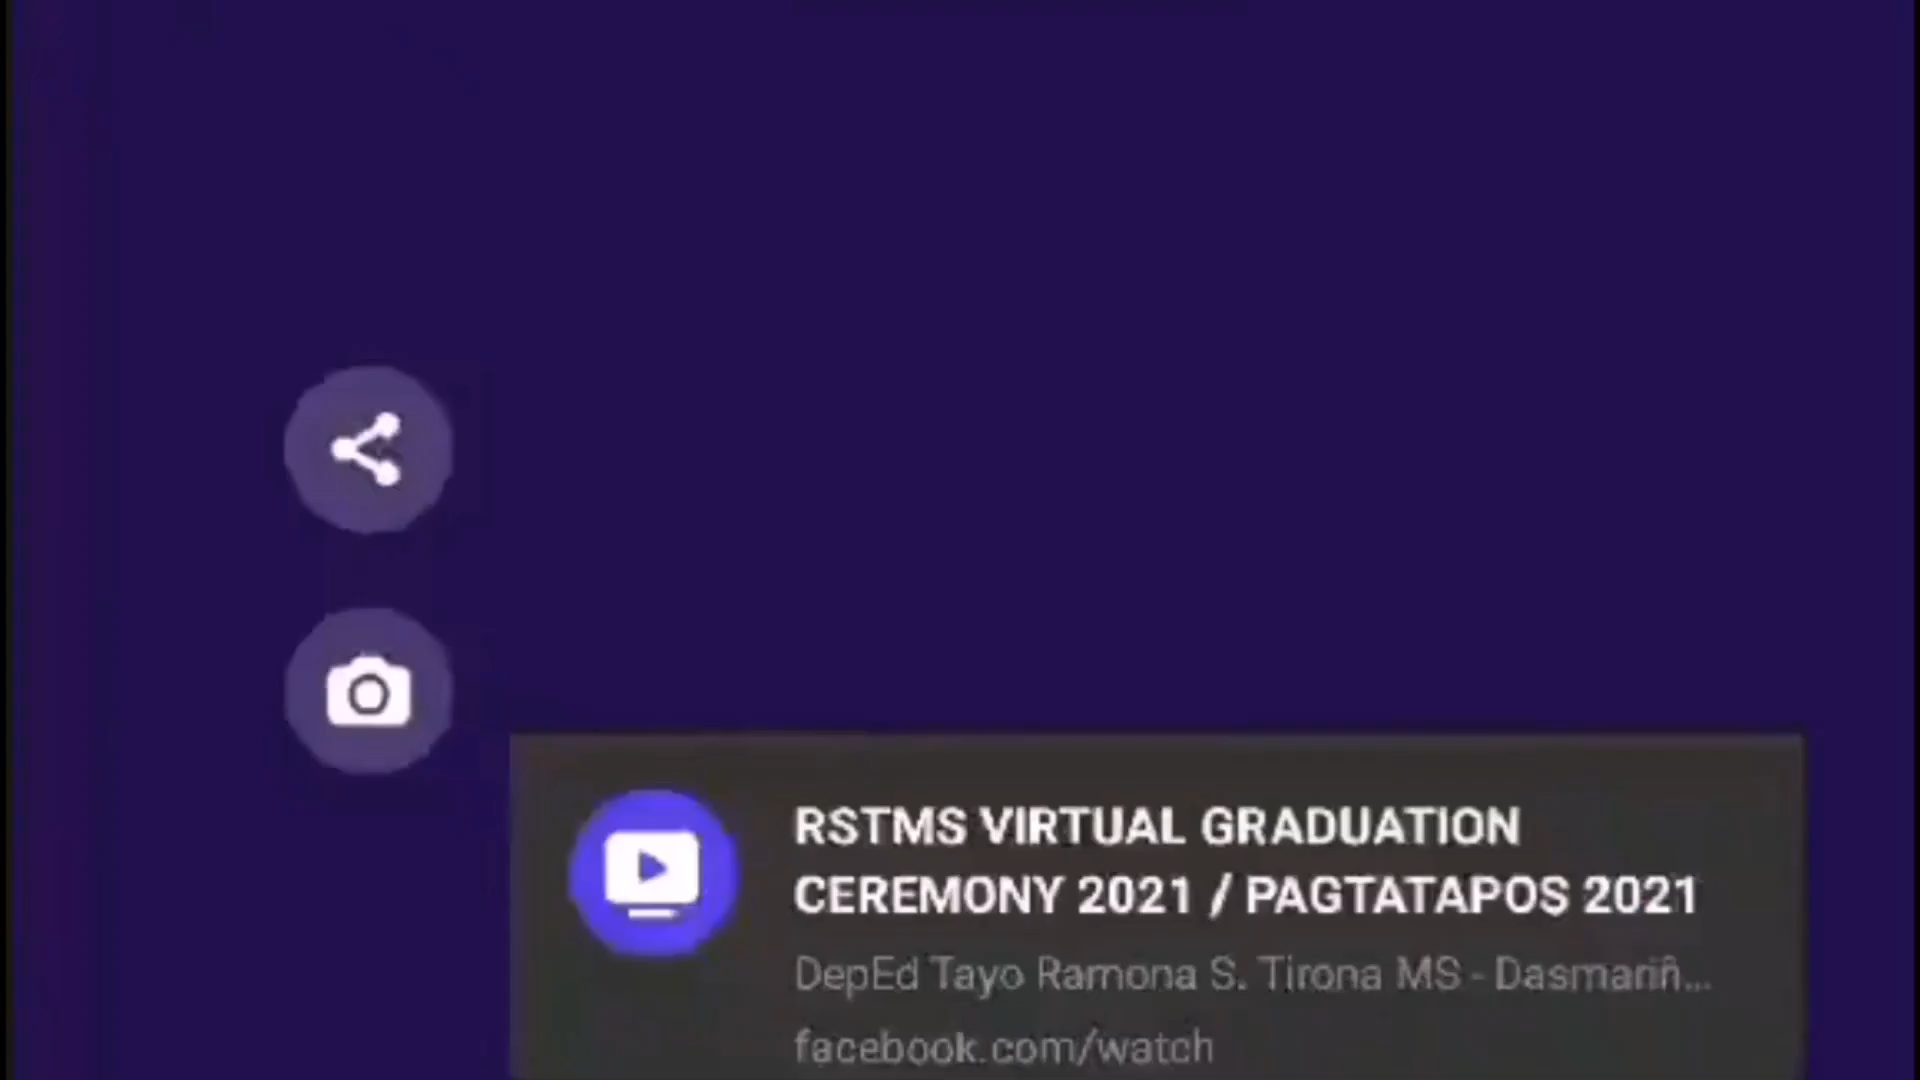 RSTMS VIRTUAL GRADUATION
CEREMONY 2021 / PAGTATAPOS 2021
DepEd Tayo Ramona S. Tirona MS - Dasmariñ...
facebook.com/watch